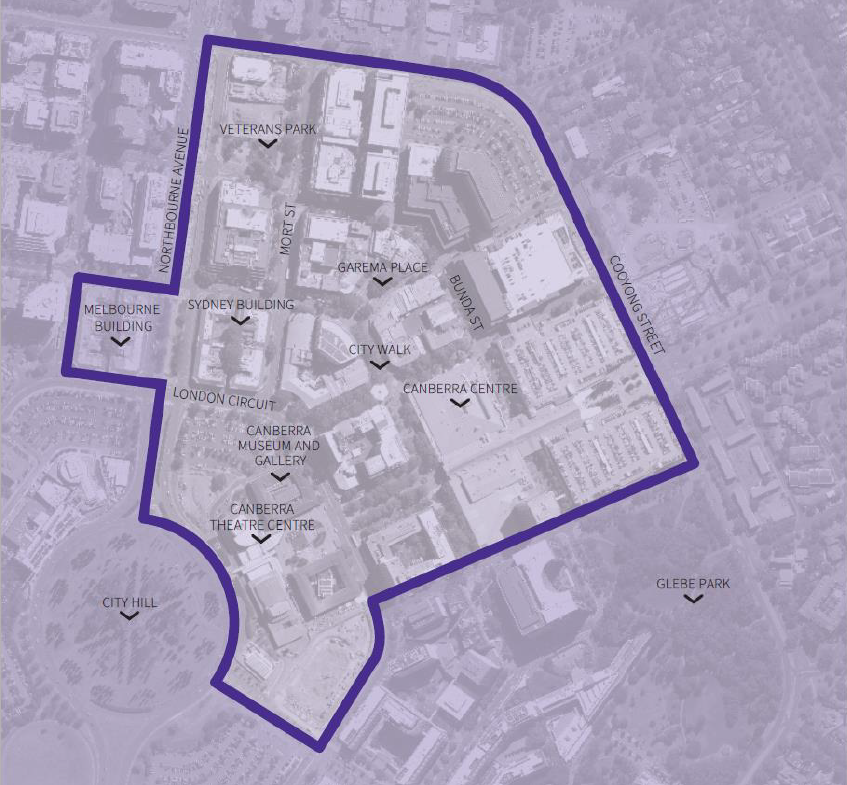 VETERANS PARK
NORTHBOURNE AVENUE
MORT ST
GAREMA PLACE
BUNDA ST
COOYONG STREET
MELBOURNE
BUILDING
SYDNEY BUILDING
CITY WALK
CANBERRA CENTRE
LONDON CIRCUIT
CANBERRA
MUSEUM AND
GALLERY
CANBERRA
THEATRE CENTRE
CITY HILL
GLEBE PARK